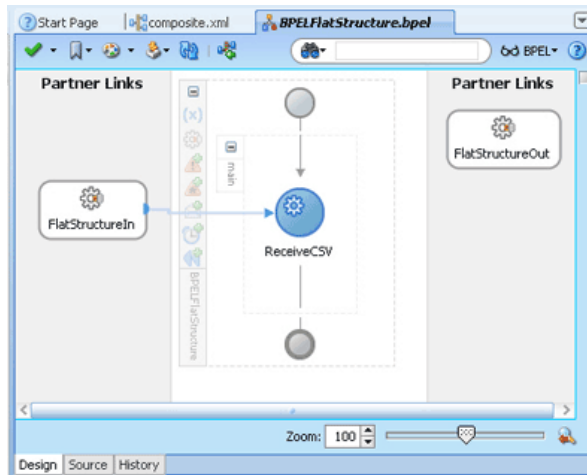 Start Page
composite.xml
BPELFlatStructure.bpel
BPEL
Partner Links
Partner Links
(x)
main
FlatStructureIn
FlatStructureOut
ReceiveCSV
BPELFlatStructure
Zoom: 100
Design Source History